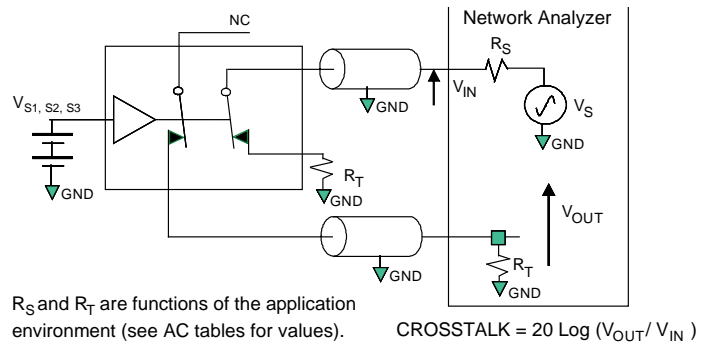 NC
Network Analyzer
R_S
V_IN
GND
V_S
GND
V_S1, S2, S3
GND
R_T
GND
V_OUT
R_T
GND
GND
R_S and R_T are functions of the application
environment (see AC tables for values).
CROSSTALK = 20 Log (V_OUT / V_IN )